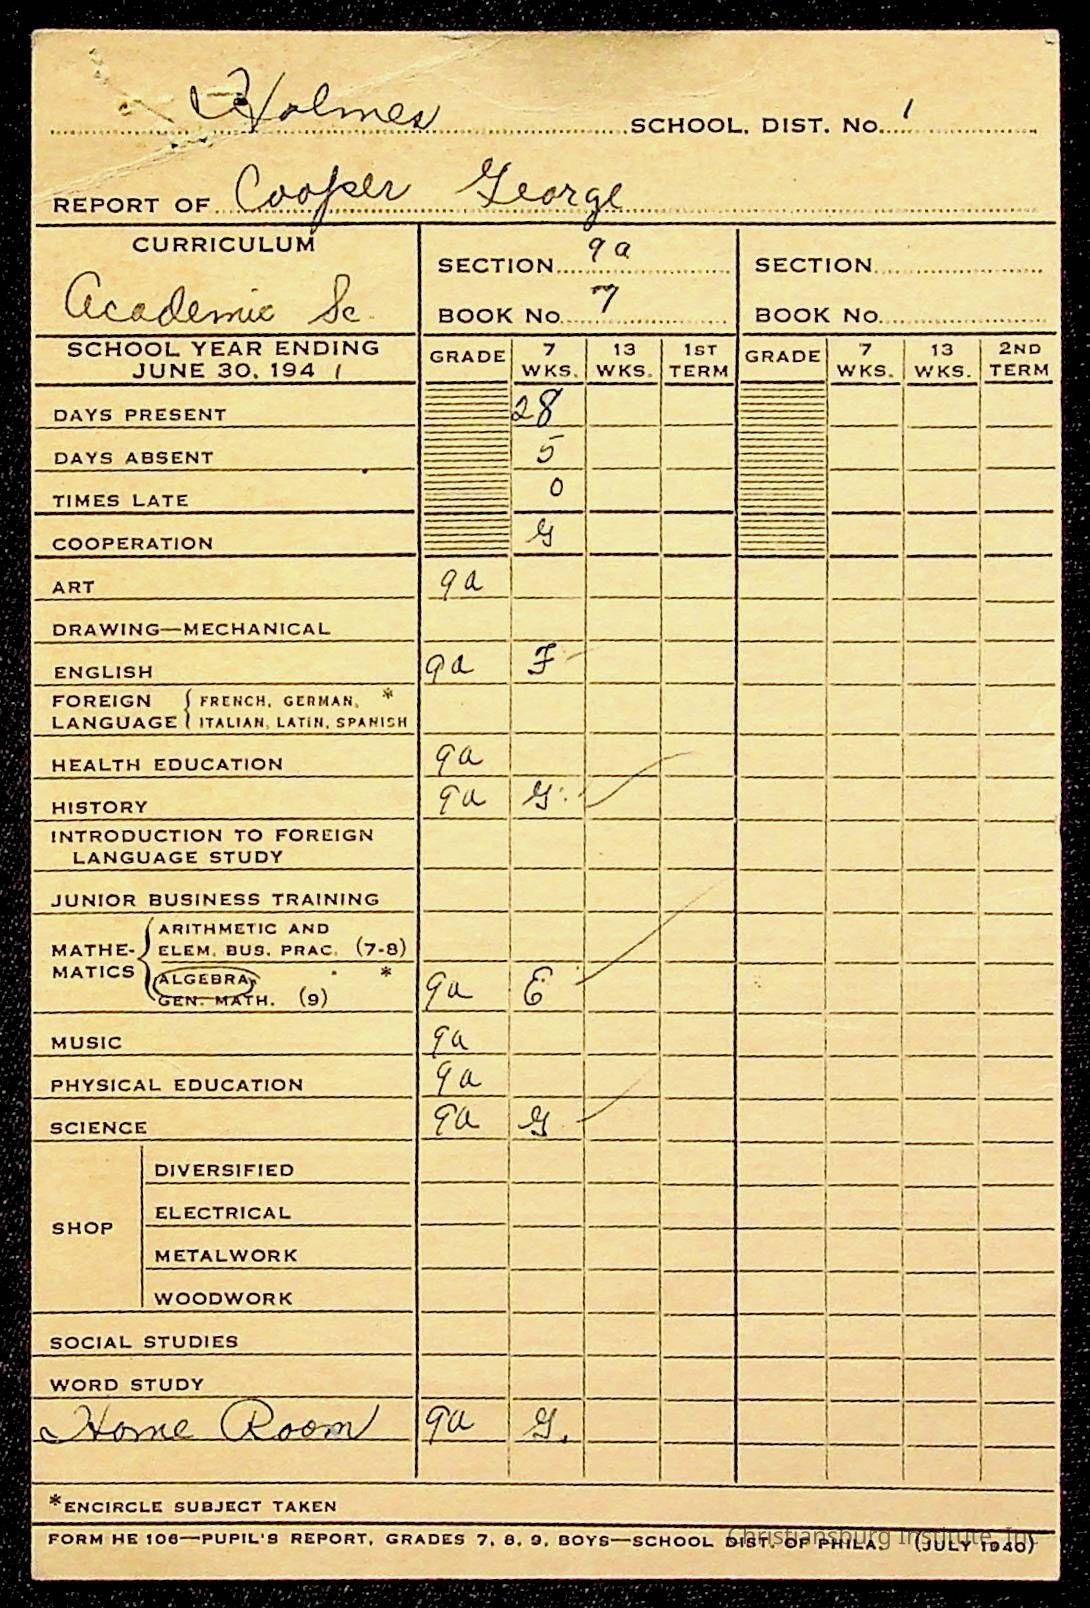 Holmes SCHOOL, DIST. No. 1
REPORT OF Cooper George
CURRICULUM
Academic Sc.
SECTION 9a
BOOK No. 7
SECTION
BOOK No.
SCHOOL YEAR ENDING
JUNE 30, 1941
GRADE 7 WKS. 13 WKS. 1ST TERM GRADE 7 WKS. 13 WKS. 2ND TERM
DAYS PRESENT 28
DAYS ABSENT 5
TIMES LATE 0
COOPERATION G
ART 9a
DRAWING—MECHANICAL
ENGLISH 9a F
FOREIGN LANGUAGE { FRENCH, GERMAN, *
ITALIAN, LATIN, SPANISH
HEALTH EDUCATION 9a
HISTORY 9a G
INTRODUCTION TO FOREIGN
LANGUAGE STUDY
JUNIOR BUSINESS TRAINING
MATHE-
MATICS
ARITHMETIC AND
ELEM. BUS. PRAC. (7-8)
ALGEBRA, *
GEN. MATH. (9) 9a E
MUSIC 9a
PHYSICAL EDUCATION 9a
SCIENCE 9a G
SHOP
DIVERSIFIED
ELECTRICAL
METALWORK
WOODWORK
SOCIAL STUDIES
WORD STUDY
Home Room 9a G.
*ENCIRCLE SUBJECT TAKEN
FORM HE 106—PUPIL'S REPORT, GRADES 7, 8, 9, BOYS—SCHOOL DIST. OF PHILA. (JULY 1940)
Christiansburg Institute, Inc